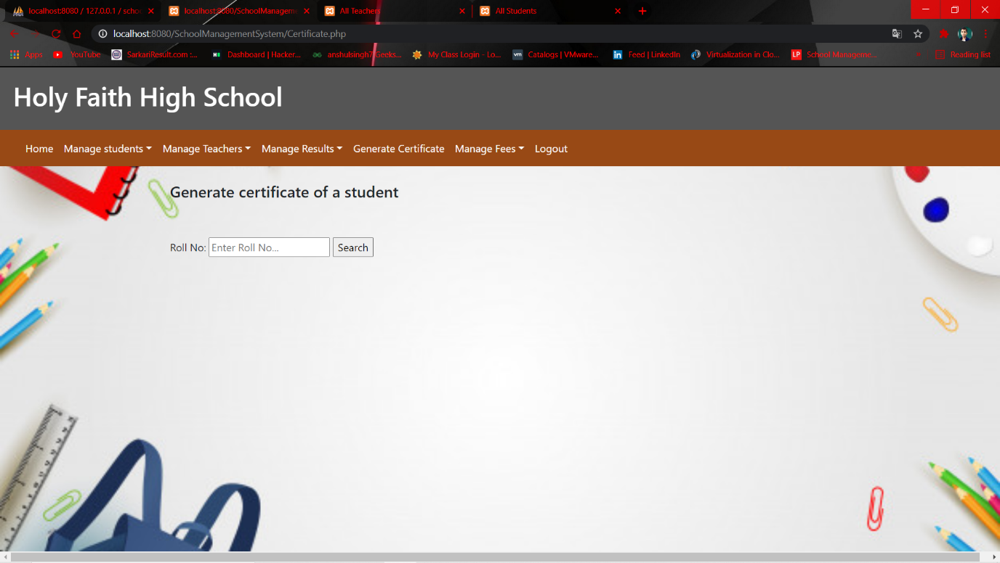 localhost:8080 / 127.0.0.1 / schoo
localhost:8080/SchoolManagem
All Teachers
All Students
localhost:8080/SchoolManagementSystem/Certificate.php
Apps
YouTube
SarkariResult.com :...
Dashboard | Hacker...
anshulsingh7 | Geeks...
My Class Login - Lo...
vm
Catalogs | VMware...
Feed | LinkedIn
Virtualization in Clo...
LP
School Manageme...
Reading list
Holy Faith High School
Home
Manage students
Manage Teachers
Manage Results
Generate Certificate
Manage Fees
Logout
Generate certificate of a student
Roll No:
Enter Roll No...
Search